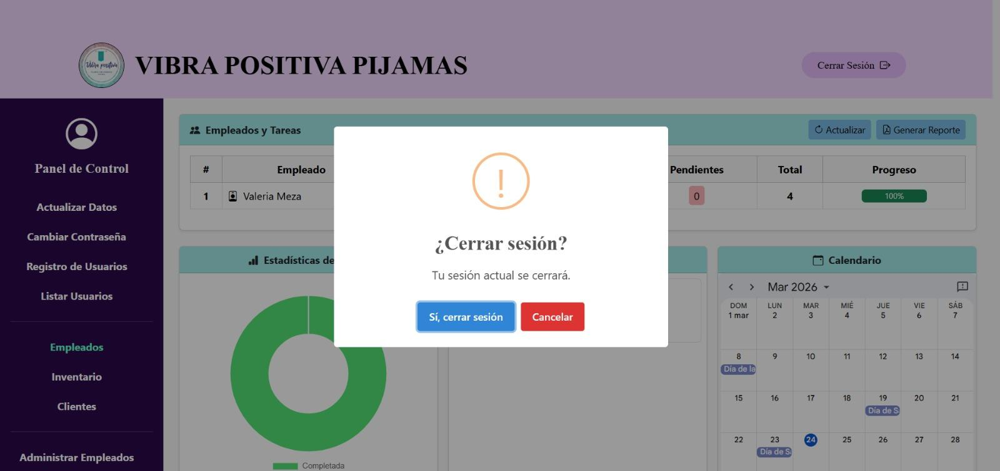 Vibra positiva
VIBRA POSITIVA PIJAMAS
Cerrar Sesión
Panel de Control
Actualizar Datos
Cambiar Contraseña
Registro de Usuarios
Listar Usuarios
Empleados
Inventario
Clientes
Administrar Empleados
Empleados y Tareas
Actualizar
Generar Reporte
# Empleado Pendientes Total Progreso
1 Valeria Meza 0 4 100%
¿Cerrar sesión?
Tu sesión actual se cerrará.
Sí, cerrar sesión
Cancelar
Estadísticas de
Completada
Calendario
Mar 2026
DOM LUN MAR MIÉ JUE VIE SÁB
1 mar 2 3 4 5 6 7
8 9 10 11 12 13 14
Día de la
15 16 17 18 19 20 21
Día de S
22 23 24 25 26 27 28
Día de S